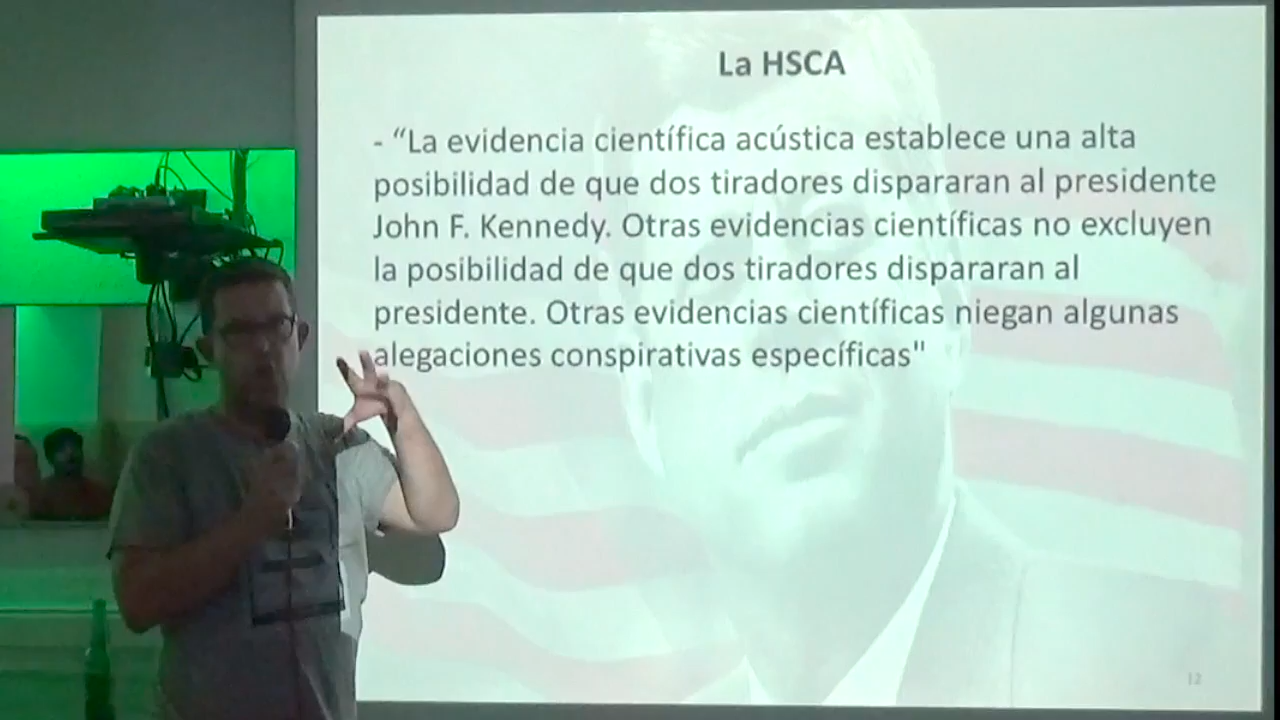 La HSCA
- “La evidencia científica acústica establece una alta
posibilidad de que dos tiradores dispararan al presidente
John F. Kennedy. Otras evidencias científicas no excluyen
la posibilidad de que dos tiradores dispararan al
presidente. Otras evidencias científicas niegan algunas
alegaciones conspirativas específicas"
12